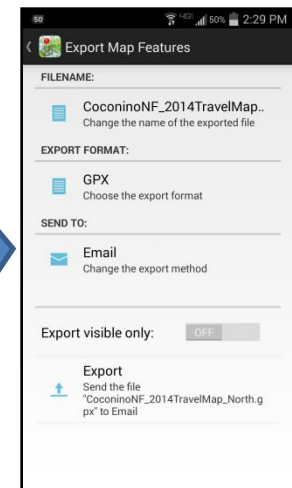 50 4G 50% 2:29 PM
Export Map Features
FILENAME:
CoconinoNF_2014TravelMap..
Change the name of the exported file
EXPORT FORMAT:
GPX
Choose the export format
SEND TO:
Email
Change the export method
Export visible only: OFF
Export
Send the file
"CoconinoNF_2014TravelMap_North.g
px" to Email